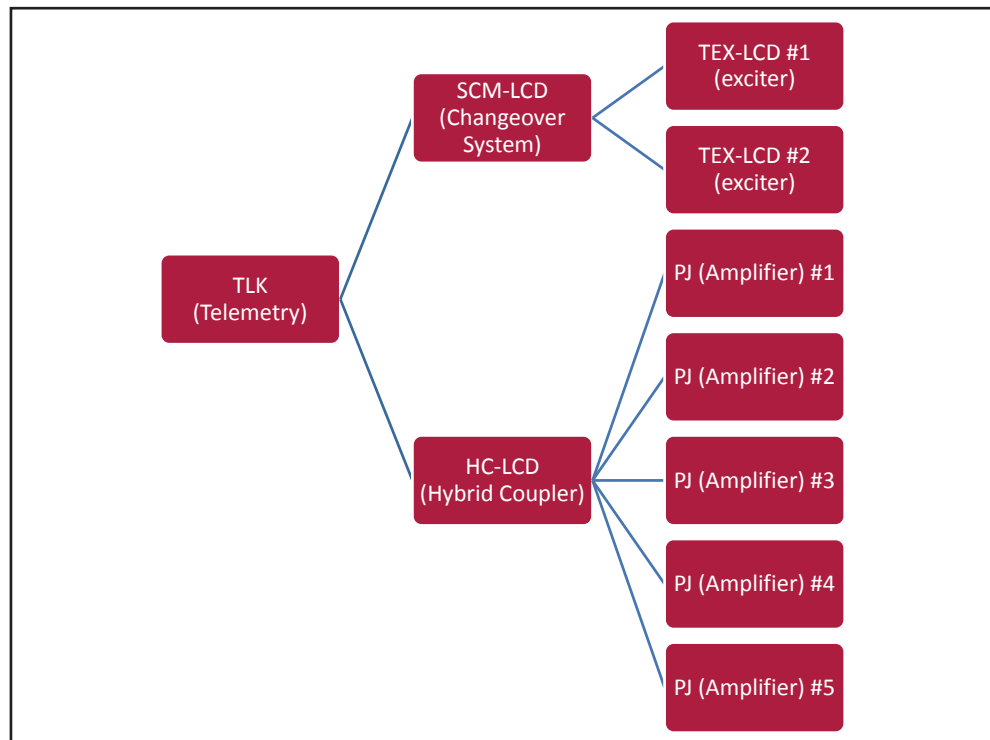 TLK
(Telemetry)
SCM-LCD
(Changeover
System)
TEX-LCD #1
(exciter)
TEX-LCD #2
(exciter)
HC-LCD
(Hybrid Coupler)
PJ (Amplifier) #1
PJ (Amplifier) #2
PJ (Amplifier) #3
PJ (Amplifier) #4
PJ (Amplifier) #5